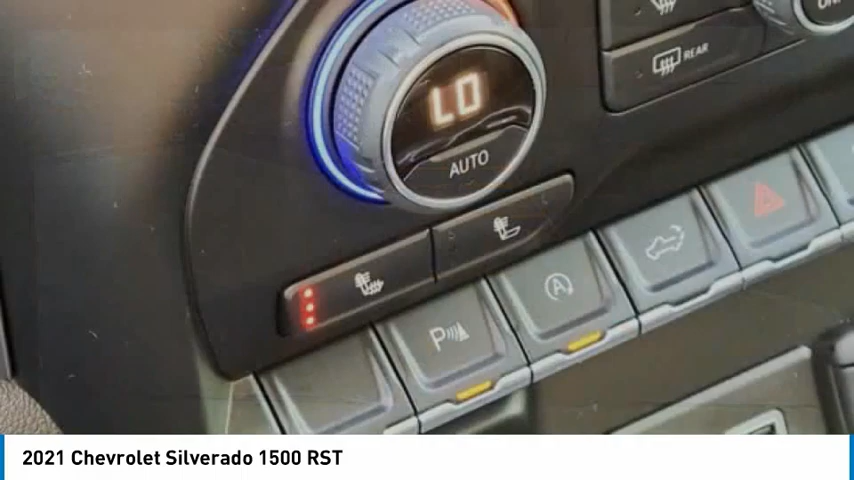 LO
AUTO
REAR
P
A
2021 Chevrolet Silverado 1500 RST